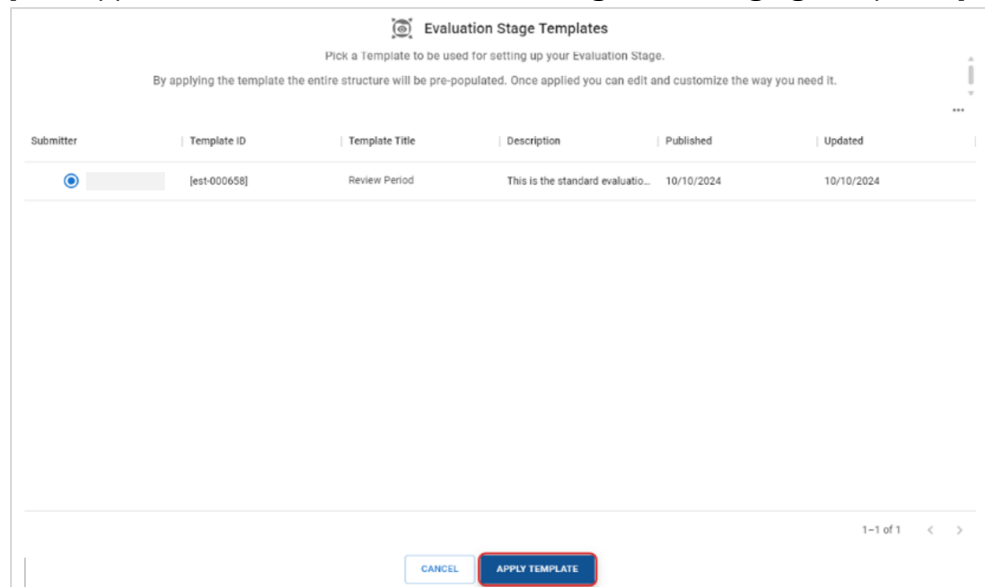 Evaluation Stage Templates
Pick a Template to be used for setting up your Evaluation Stage.
By applying the template the entire structure will be pre-populated. Once applied you can edit and customize the way you need it.
Submitter Template ID Template Title Description Published Updated
[est-000658] Review Period This is the standard evaluatio... 10/10/2024 10/10/2024
1–1 of 1
CANCEL APPLY TEMPLATE